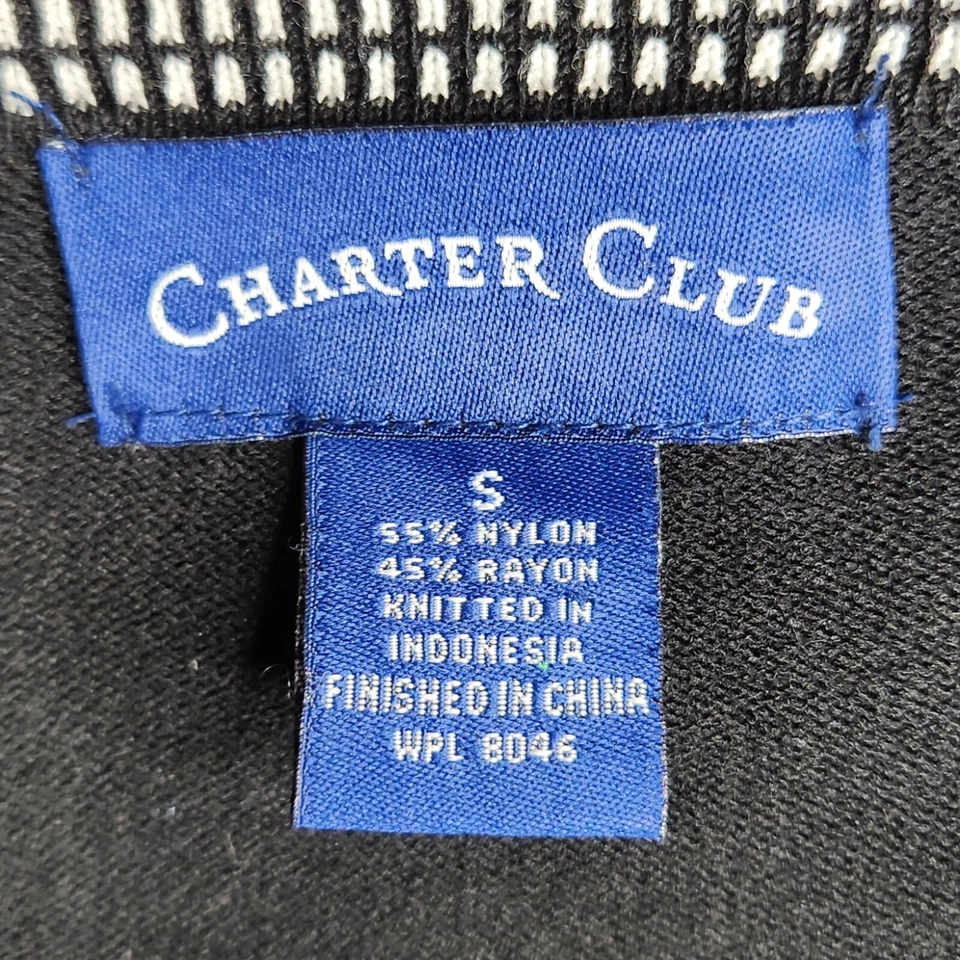 CHARTER CLUB
S
55% NYLON
45% RAYON
KNITTED IN
INDONESIA
FINISHED IN CHINA
WPL 8046